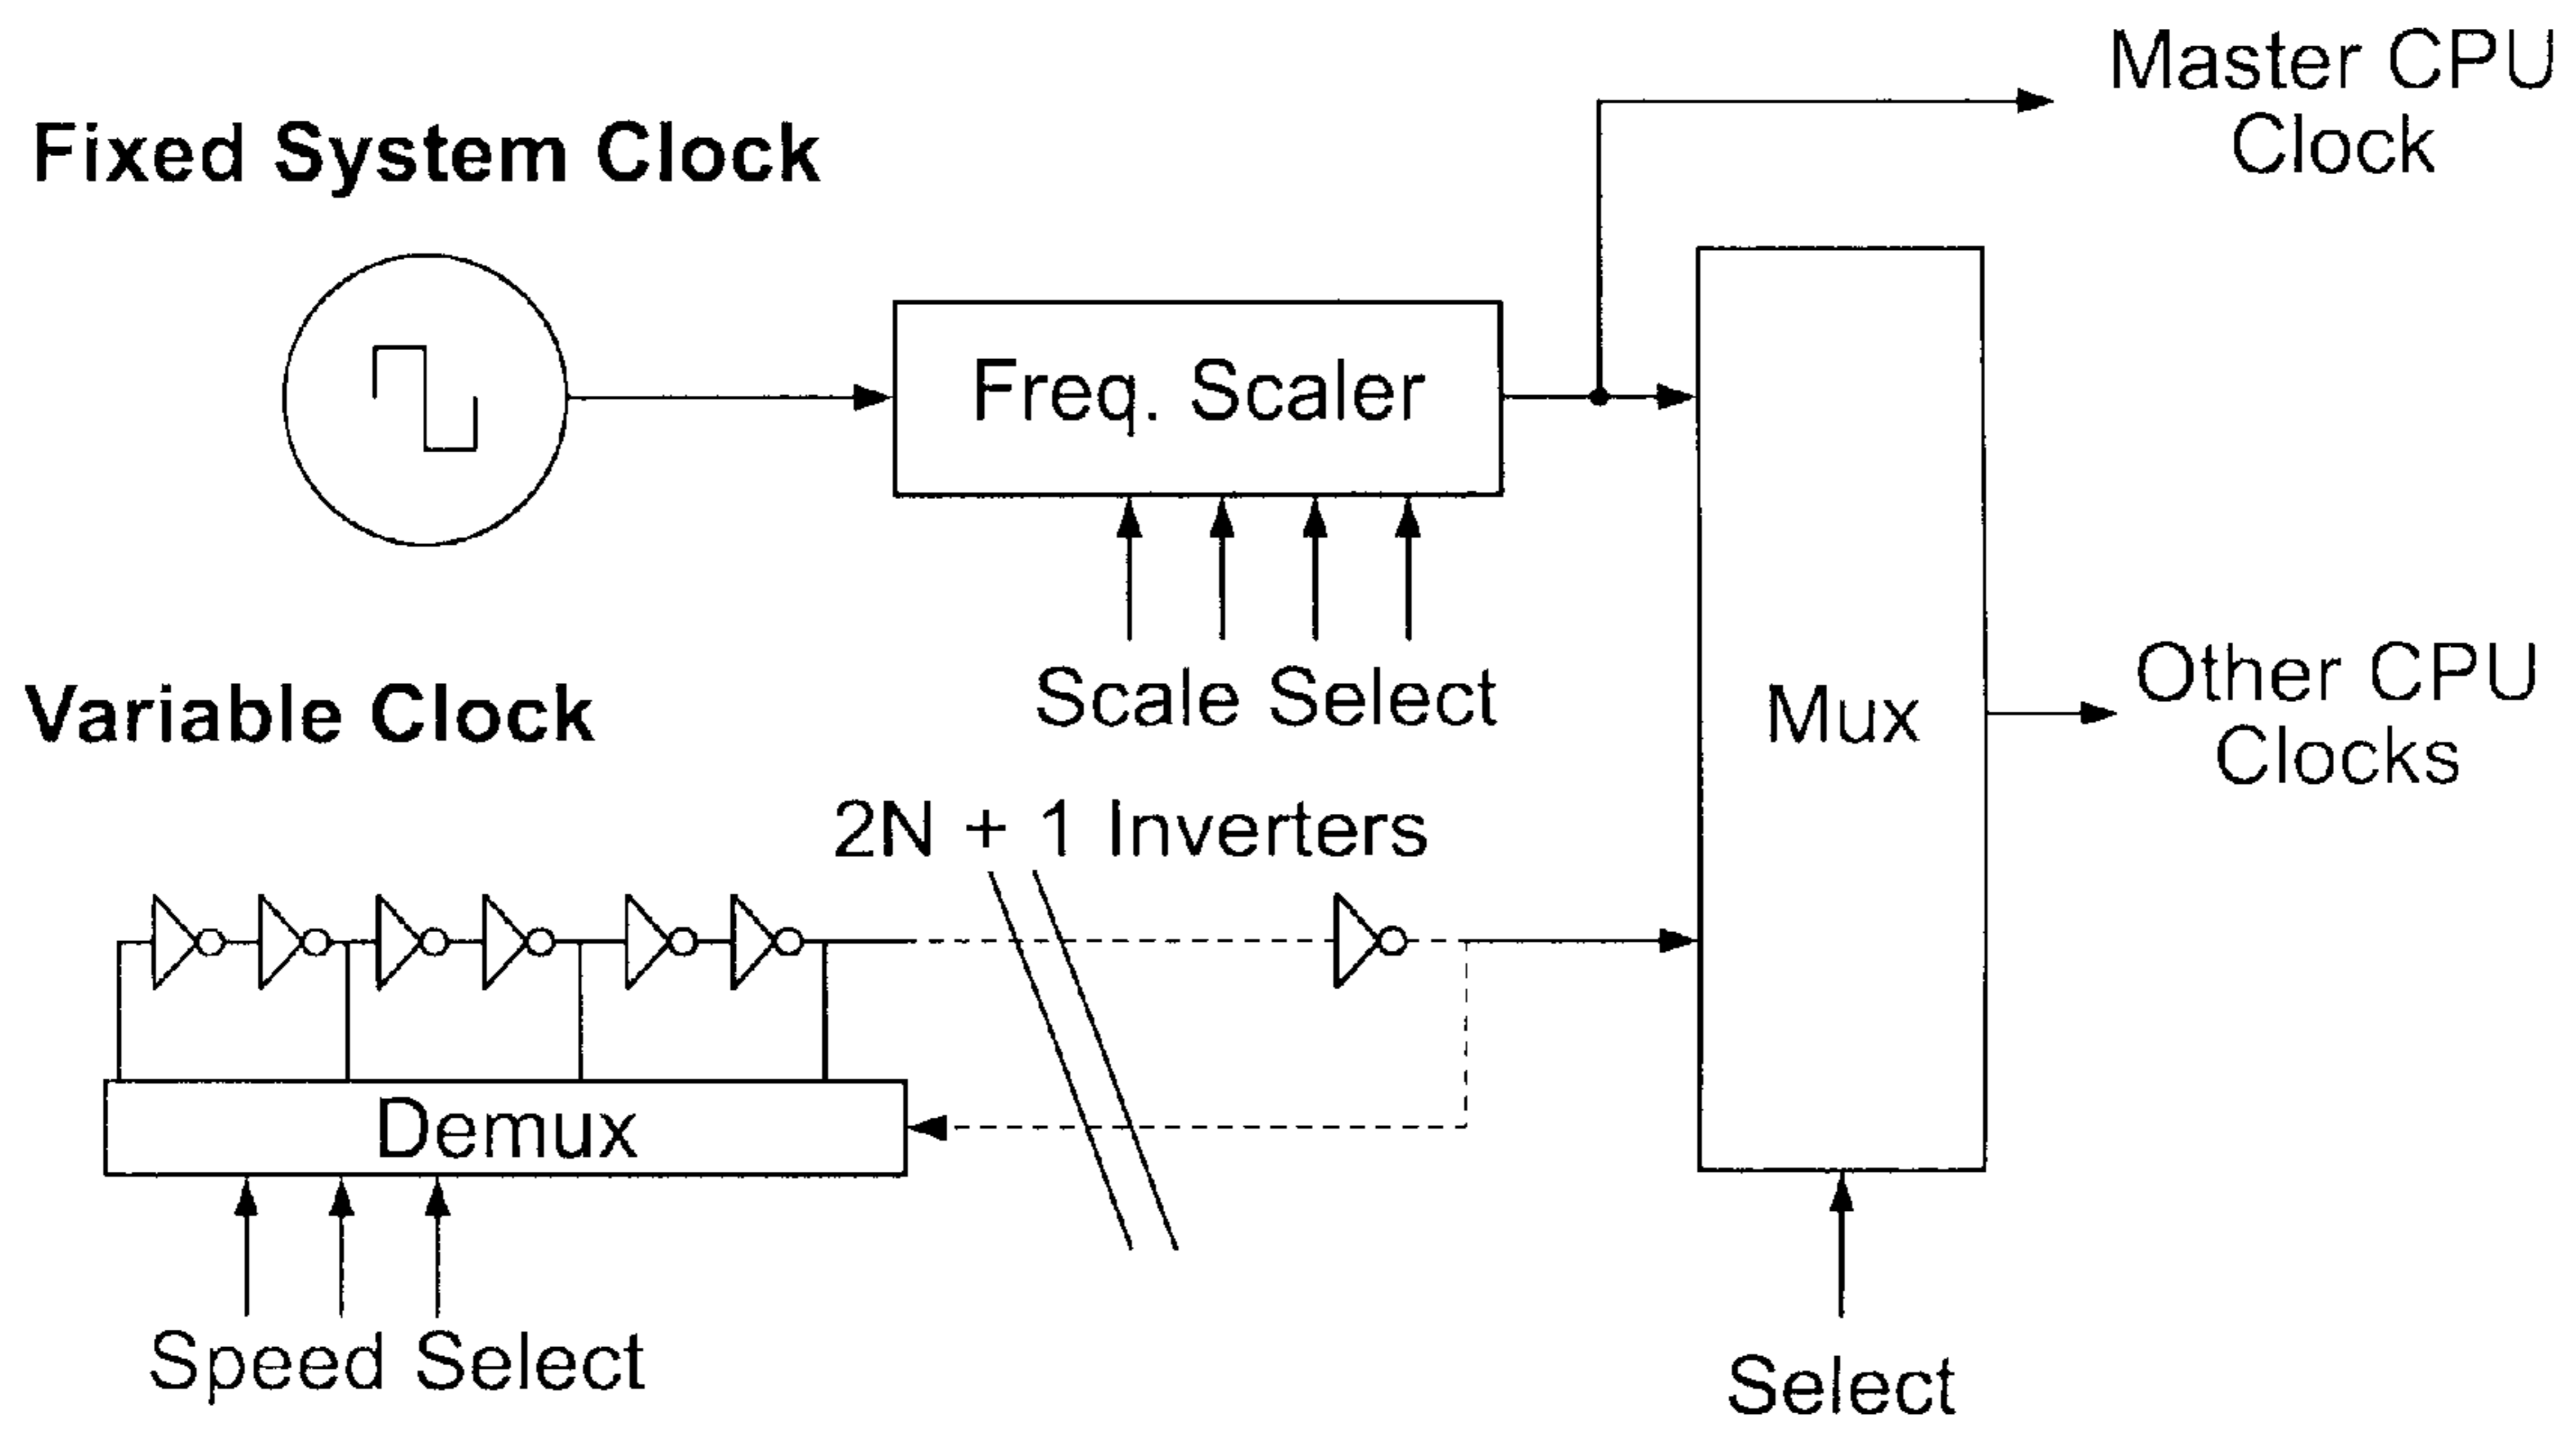 Master CPU
Clock
Fixed System Clock
Freq. Scaler
Scale Select
Variable Clock
Mux
Other CPU
Clocks
2N + 1 Inverters
Demux
Speed Select
Select